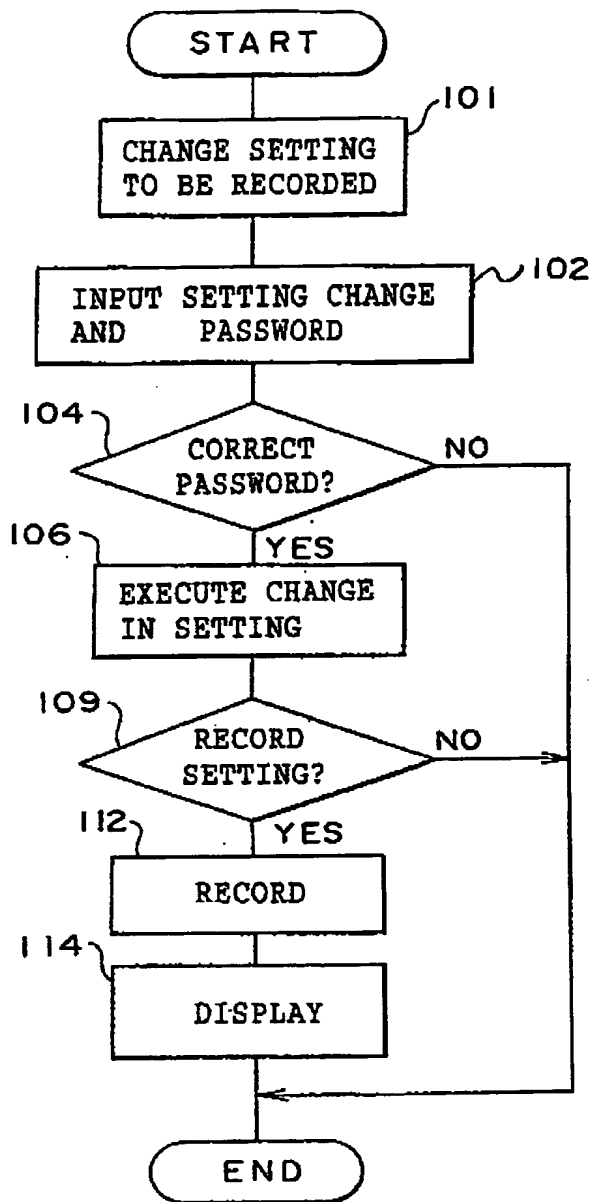 START
101
CHANGE SETTING
TO BE RECORDED
102
INPUT SETTING CHANGE
AND PASSWORD
104
CORRECT
PASSWORD?
NO
YES
106
EXECUTE CHANGE
IN SETTING
109
RECORD
SETTING?
NO
YES
112
RECORD
114
DISPLAY
END